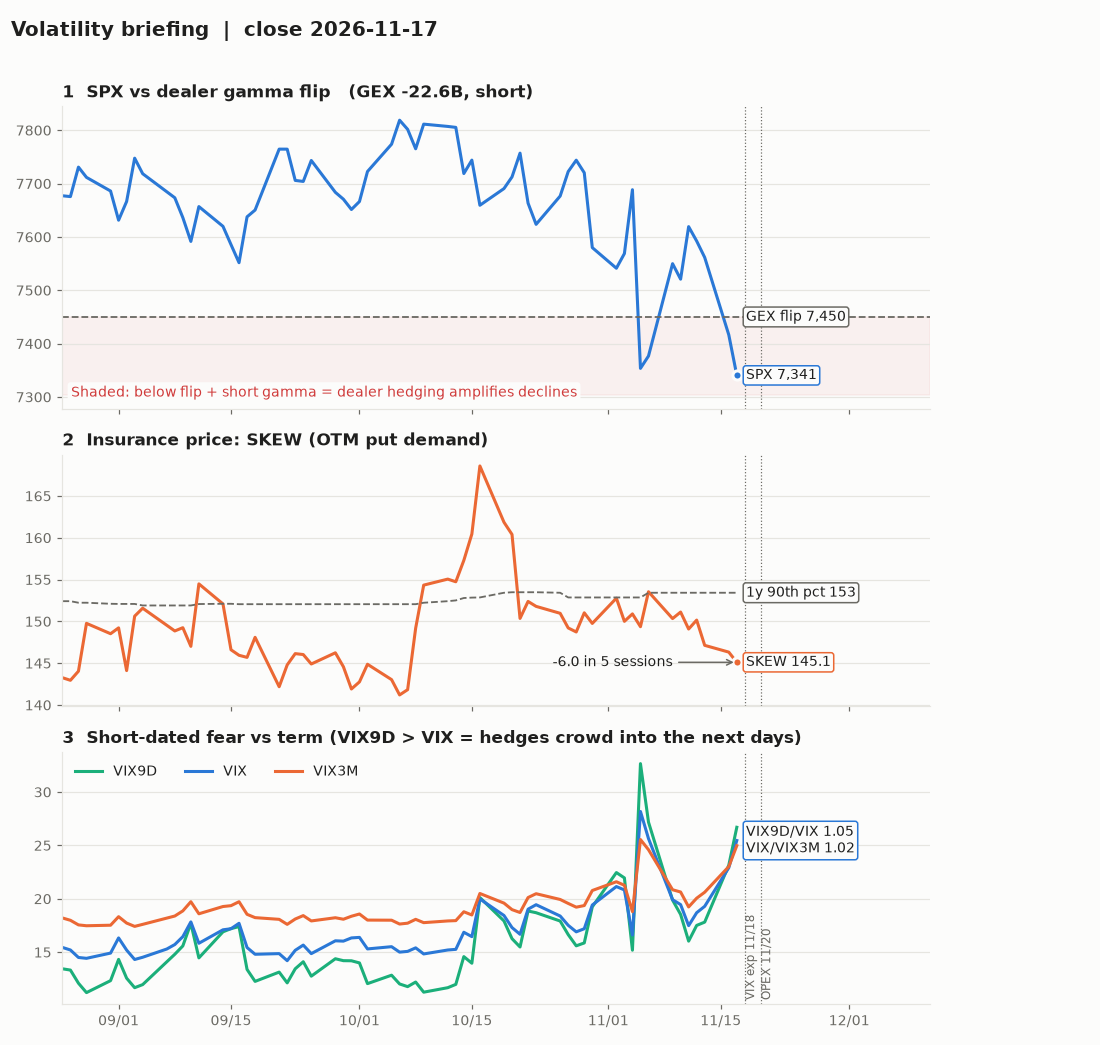 Volatility briefing | close 2026-11-17
1 SPX vs dealer gamma flip (GEX -22.6B, short)
7800
7700
7600
7500
7400
7300
GEX flip 7,450
SPX 7,341
Shaded: below flip + short gamma = dealer hedging amplifies declines
2 Insurance price: SKEW (OTM put demand)
165
160
155
150
145
140
1y 90th pct 153
-6.0 in 5 sessions
SKEW 145.1
3 Short-dated fear vs term (VIX9D > VIX = hedges crowd into the next days)
VIX9D VIX VIX3M
30
25
20
15
VIX9D/VIX 1.05
VIX/VIX3M 1.02
VIX exp 11/18
OPEX 11/20
09/01 09/15 10/01 10/15 11/01 11/15 12/01